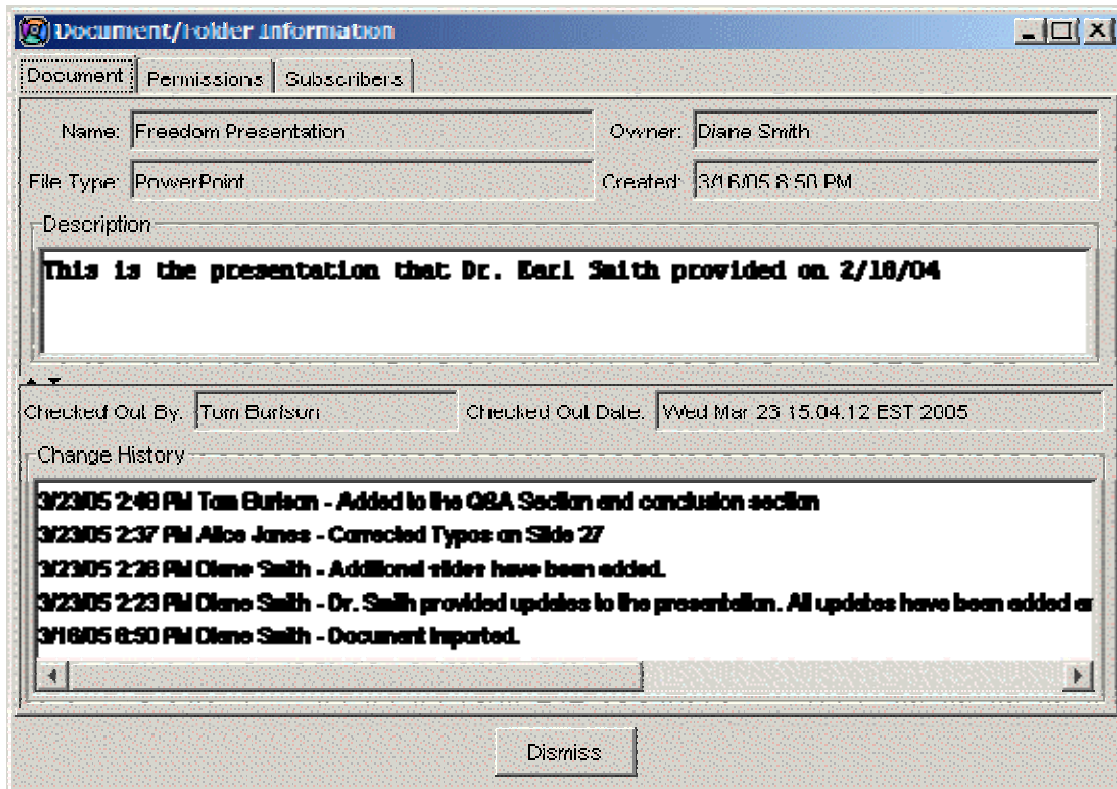 Document/Folder Information
Document Permissions Subscribers
Name: Freedom Presentation Owner: Diane Smith
File Type: PowerPoint Created: 3/16/05 6:50 PM
Description
This is the presentation that Dr. Earl Smith provided on 2/18/04
Checked Out By: Tom Burlson Checked Out Date: Wed Mar 23 15:04:12 EST 2005
Change History
3/23/05 2:48 PM Tom Burlson - Added to the Q&A Section and conclusion section
3/23/05 2:37 PM Alice Jones - Corrected Typos on Slide 27
3/23/05 PM Diane Smith - Additional slides have been added.
3/23/05 2:23 PM Diane Smith - Dr. Smith provided updates to the presentation. All updates have been added
3/16/05 6:50 PM Diane Smith - Document Imported.
Dismiss